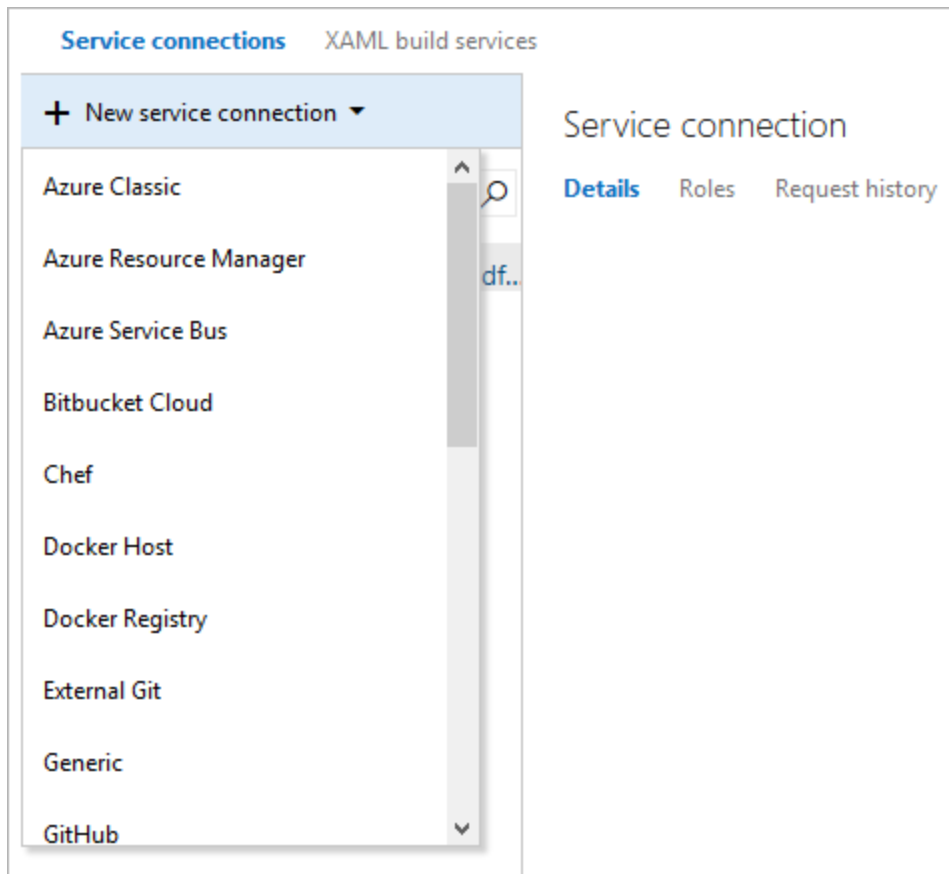 Service connections XAML build services
+ New service connection
Service connection
Details Roles Request history
Azure Classic
Azure Resource Manager
df...
Azure Service Bus
Bitbucket Cloud
Chef
Docker Host
Docker Registry
External Git
Generic
GitHub